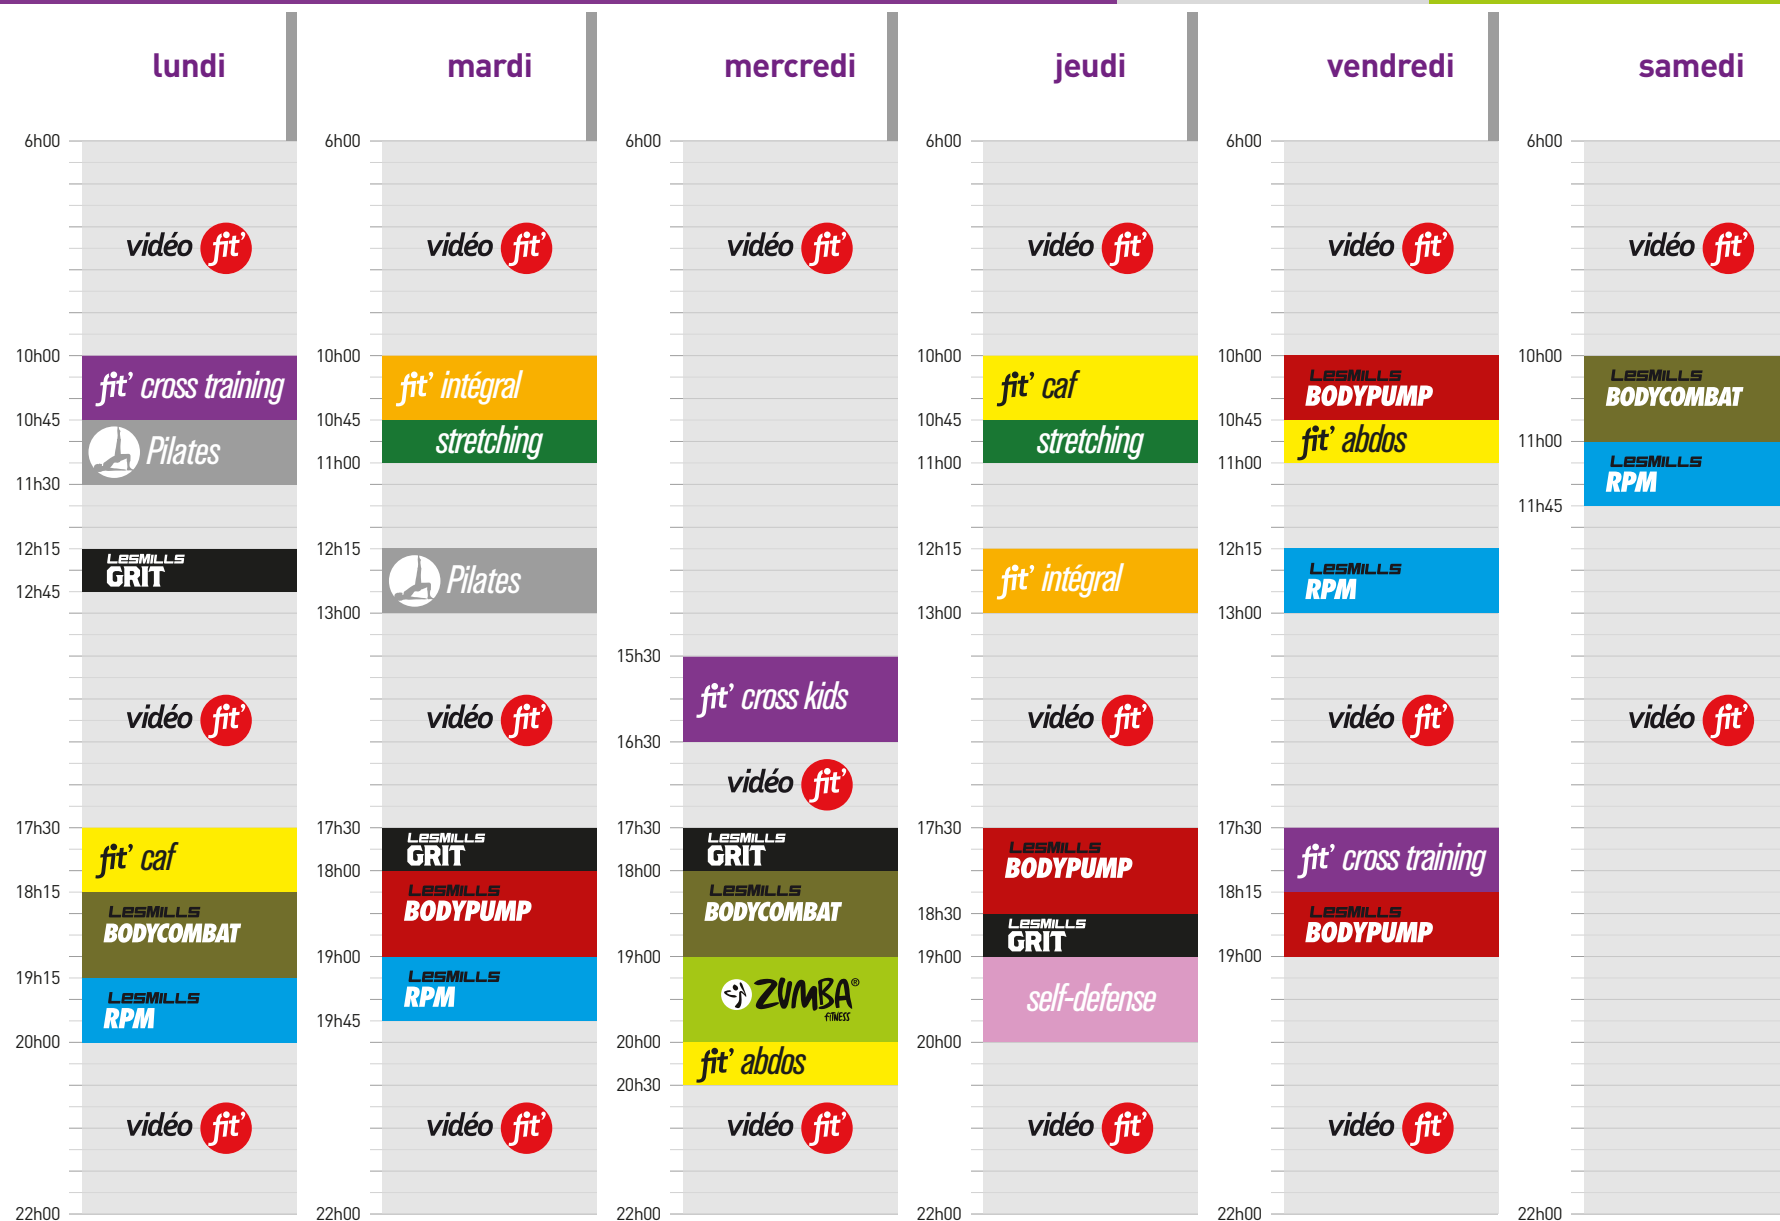 lundi
6h00
vidéo fit’
10h00
fit’ cross training
10h45
Pilates
11h30
12h15
LesMILLS
GRIT
12h45
vidéo fit’
17h30
fit’ caf
18h15
LesMILLS
BODYCOMBAT
19h15
LesMILLS
RPM
20h00
vidéo fit’
22h00
mardi
6h00
vidéo fit’
10h00
fit’ intégral
10h45
stretching
11h00
12h15
Pilates
13h00
vidéo fit’
17h30
LesMILLS
GRIT
18h00
LesMILLS
BODYPUMP
19h00
LesMILLS
RPM
19h45
vidéo fit’
22h00
mercredi
6h00
vidéo fit’
15h30
fit’ cross kids
16h30
vidéo fit’
17h30
LesMILLS
GRIT
18h00
LesMILLS
BODYCOMBAT
19h00
ZUMBA®
FITNESS
20h00
fit’ abdos
20h30
vidéo fit’
22h00
jeudi
6h00
vidéo fit’
10h00
fit’ caf
10h45
stretching
11h00
12h15
fit’ intégral
13h00
vidéo fit’
17h30
LesMILLS
BODYPUMP
18h30
LesMILLS
GRIT
19h00
self-defense
20h00
vidéo fit’
22h00
vendredi
6h00
vidéo fit’
10h00
LesMILLS
BODYPUMP
10h45
fit’ abdos
11h00
12h15
LesMILLS
RPM
13h00
vidéo fit’
17h30
fit’ cross training
18h15
LesMILLS
BODYPUMP
19h00
vidéo fit’
22h00
samedi
6h00
vidéo fit’
10h00
LesMILLS
BODYCOMBAT
11h00
LesMILLS
RPM
11h45
vidéo fit’
22h00